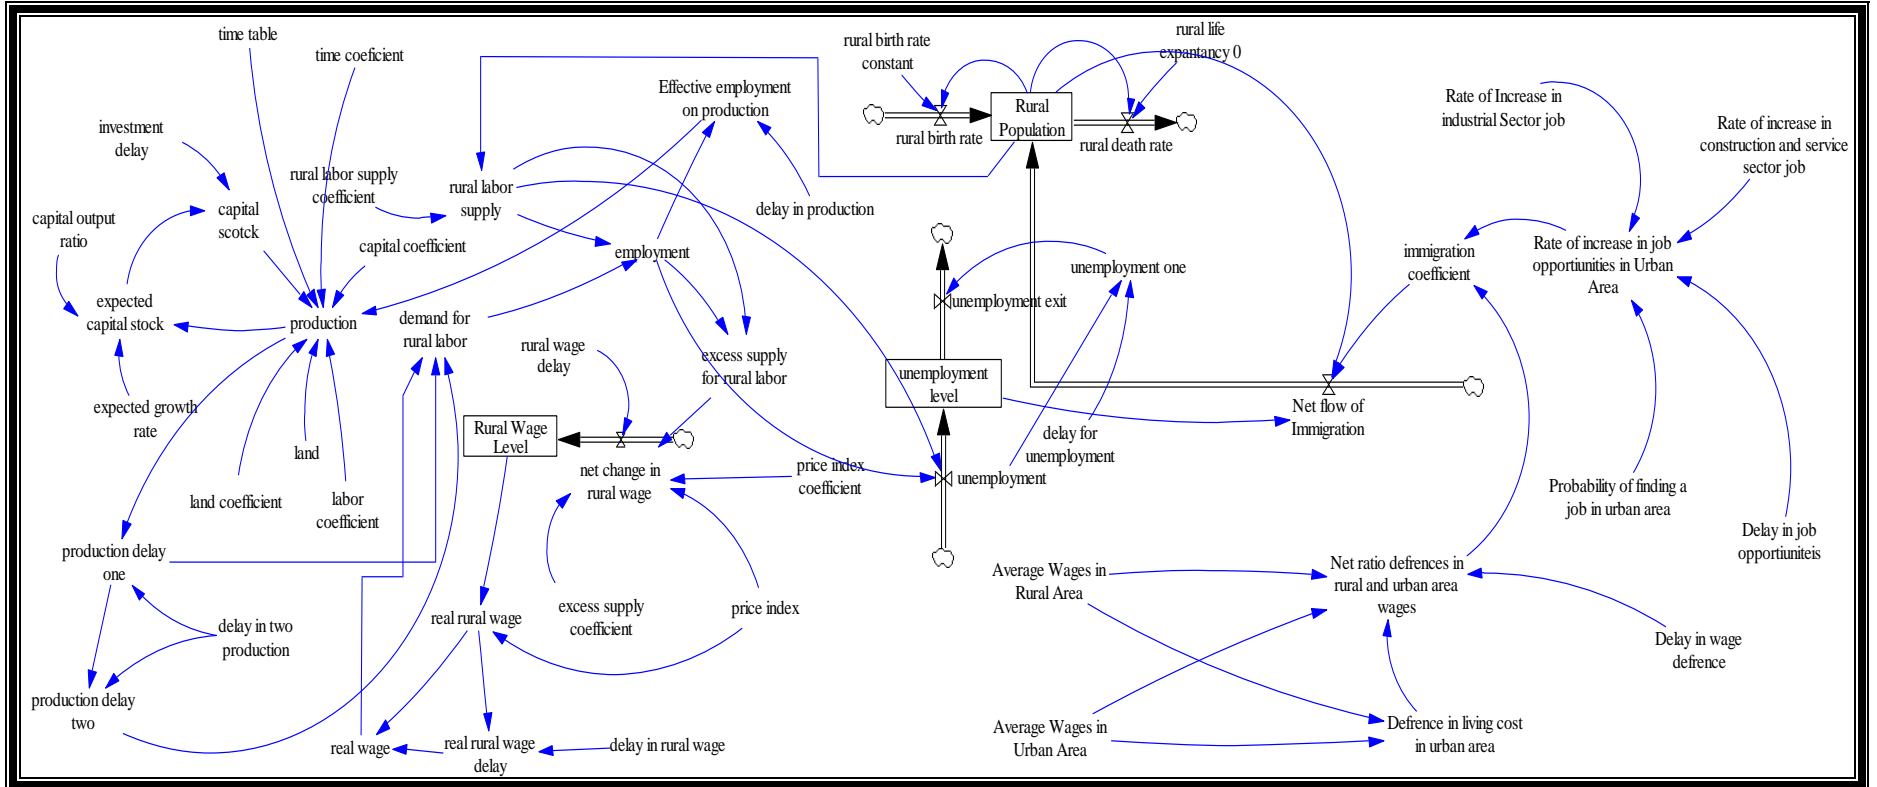 time table
time coeficient
investment
delay
rural labor supply
coefficient
capital output
ratio
capital
scotck
capital coefficient
expected
capital stock
production
expected growth
rate
land
land coefficient
labor
coefficient
production delay
one
delay in two
production
production delay
two
Effective employment
on production
rural labor
supply
delay in production
employment
demand for
rural labor
rural wage
delay
excess supply
for rural labor
Rural Wage
Level
net change in
rural wage
price index
coefficient
excess supply
coefficient
price index
real rural wage
real wage
real rural wage
delay
delay in rural wage
rural birth rate
constant
rural life
expantancy 0
Rural
Population
rural birth rate
rural death rate
unemployment one
unemployment exit
unemployment
level
delay for
unemployment
unemployment
Net flow of
Immigration
immigration
coefficient
Rate of Increase in
industrial Sector job
Rate of increase in
construction and service
sector job
Rate of increase in job
opportiunities in Urban
Area
Probability of finding a
job in urban area
Delay in job
opportiuniteis
Average Wages in
Rural Area
Net ratio defrences in
rural and urban area
wages
Delay in wage
defrence
Average Wages in
Urban Area
Defrence in living cost
in urban area